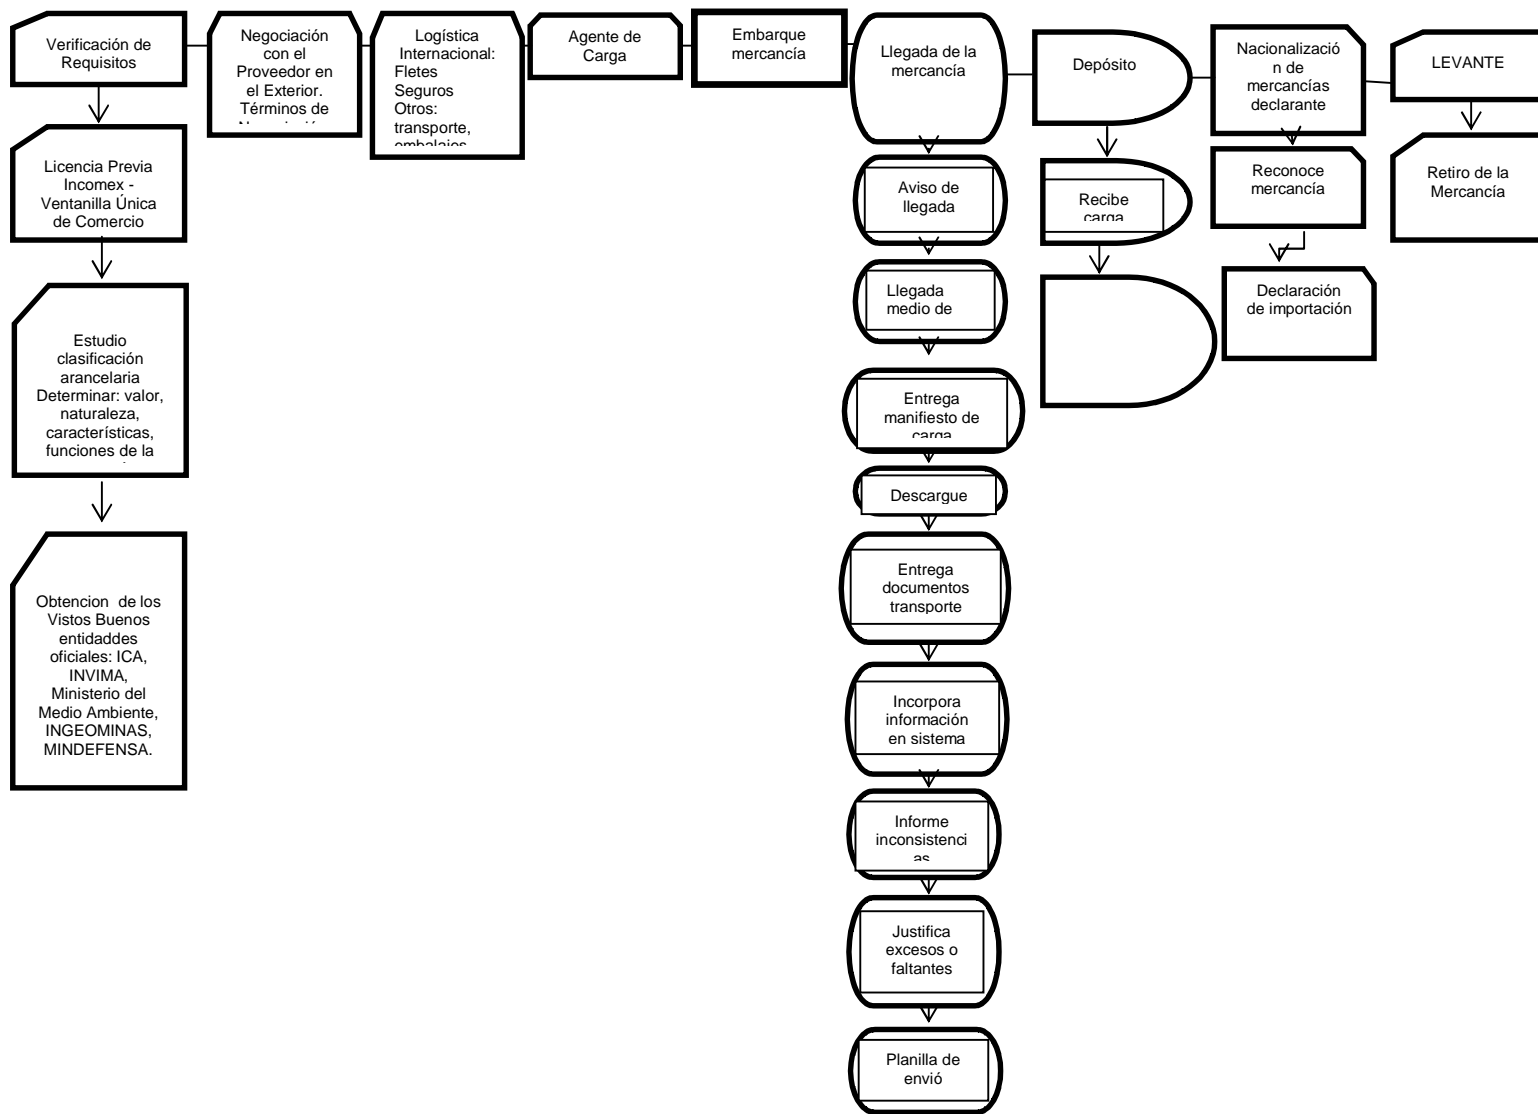 Verificación de
Requisitos
Negociación
con el
Proveedor en
el Exterior.
Términos de
Logística
Internacional:
Fletes
Seguros
Otros:
transporte,
embalajes
Agente de
Carga
Embarque
mercancía
Llegada de la
mercancía
Depósito
Nacionalizació
n de
mercancías
declarante
LEVANTE
Licencia Previa
Incomex -
Ventanilla Única
de Comercio
Estudio
clasificación
arancelaria
Determinar: valor,
naturaleza,
características,
funciones de la
Obtencion  de los
Vistos Buenos
entidaddes
oficiales: ICA,
INVIMA,
Ministerio del
Medio Ambiente,
INGEOMINAS,
MINDEFENSA.
Aviso de
llegada
Llegada
medio de
Entrega
manifiesto de
carga
Descargue
Entrega
documentos
transporte
Incorpora
información
en sistema
Informe
inconsistenci
as
Justifica
excesos o
faltantes
Planilla de
envió
Recibe
carga
Reconoce
mercancía
Declaración
de importación
Retiro de la
Mercancía